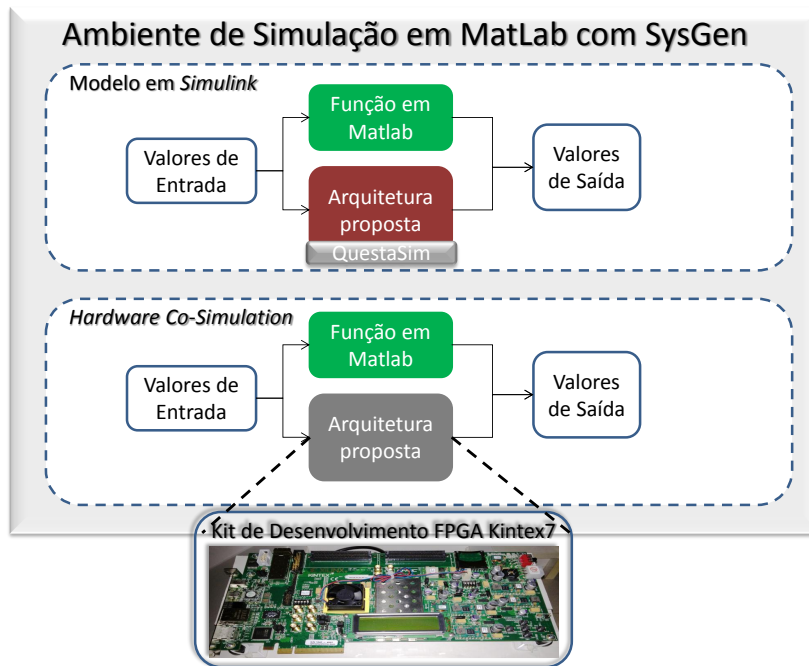 Ambiente de Simulação em MatLab com SysGen
Modelo em Simulink
Função em
Matlab
Valores de
Entrada
Arquitetura
proposta
QuestaSim
Valores
de Saída
Hardware Co-Simulation
Função em
Matlab
Valores de
Entrada
Arquitetura
proposta
Valores
de Saída
Kit de Desenvolvimento FPGA Kintex7